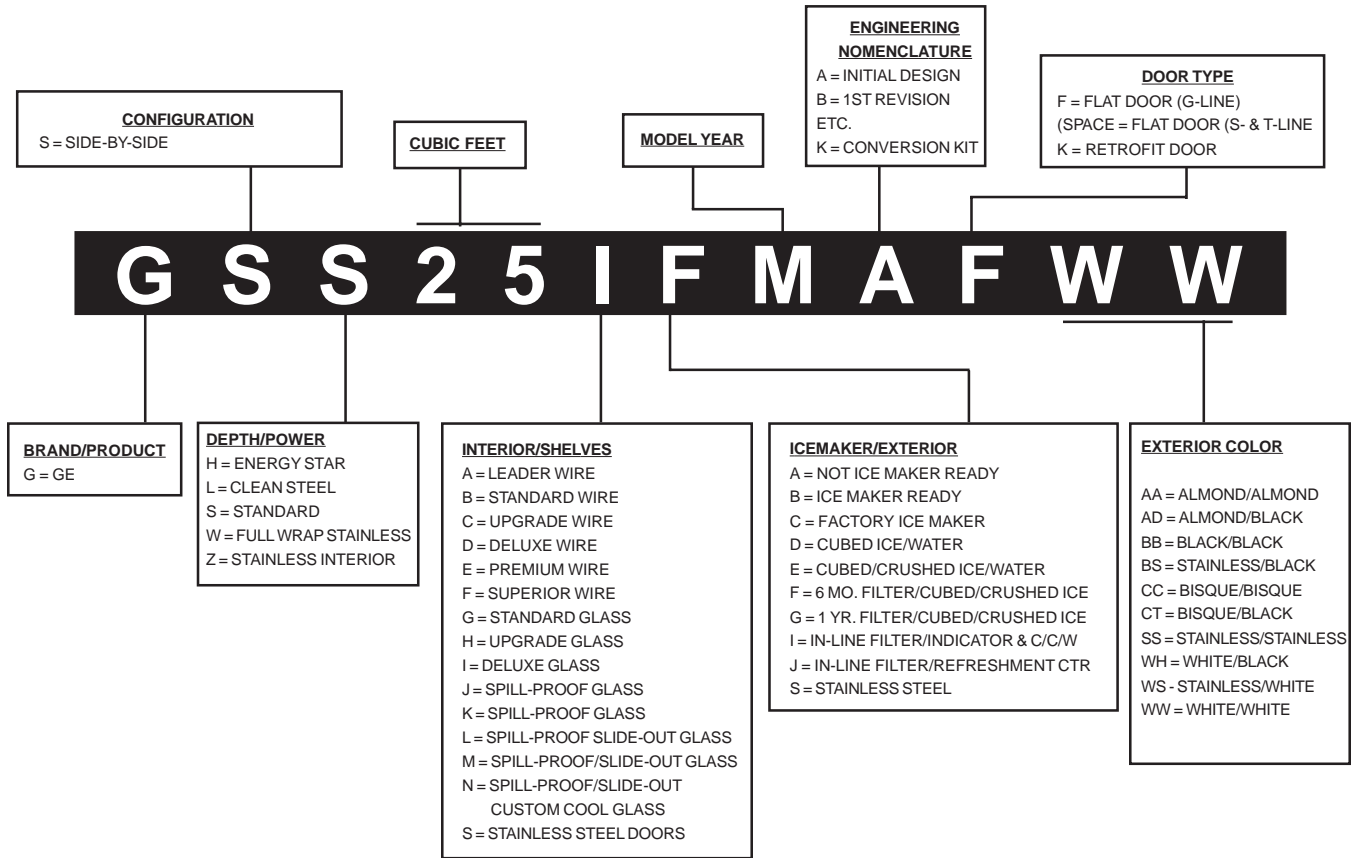 ENGINEERING
NOMENCLATURE
A = INITIAL DESIGN
B = 1ST REVISION
ETC.
K = CONVERSION KIT
DOOR TYPE
F = FLAT DOOR (G-LINE)
(SPACE = FLAT DOOR (S- & T-LINE
K = RETROFIT DOOR
CONFIGURATION
S = SIDE-BY-SIDE
CUBIC FEET
MODEL YEAR
G S S 2 5 I F M A F W W
BRAND/PRODUCT
G = GE
DEPTH/POWER
H = ENERGY STAR
L = CLEAN STEEL
S = STANDARD
W = FULL WRAP STAINLESS
Z = STAINLESS INTERIOR
INTERIOR/SHELVES
A = LEADER WIRE
B = STANDARD WIRE
C = UPGRADE WIRE
D = DELUXE WIRE
E = PREMIUM WIRE
F = SUPERIOR WIRE
G = STANDARD GLASS
H = UPGRADE GLASS
I = DELUXE GLASS
J = SPILL-PROOF GLASS
K = SPILL-PROOF GLASS
L = SPILL-PROOF SLIDE-OUT GLASS
M = SPILL-PROOF/SLIDE-OUT GLASS
N = SPILL-PROOF/SLIDE-OUT
CUSTOM COOL GLASS
S = STAINLESS STEEL DOORS
ICEMAKER/EXTERIOR
A = NOT ICE MAKER READY
B = ICE MAKER READY
C = FACTORY ICE MAKER
D = CUBED ICE/WATER
E = CUBED/CRUSHED ICE/WATER
F = 6 MO. FILTER/CUBED/CRUSHED ICE
G = 1 YR. FILTER/CUBED/CRUSHED ICE
I = IN-LINE FILTER/INDICATOR & C/C/W
J = IN-LINE FILTER/REFRESHMENT CTR
S = STAINLESS STEEL
EXTERIOR COLOR
AA = ALMOND/ALMOND
AD = ALMOND/BLACK
BB = BLACK/BLACK
BS = STAINLESS/BLACK
CC = BISQUE/BISQUE
CT = BISQUE/BLACK
SS = STAINLESS/STAINLESS
WH = WHITE/BLACK
WS - STAINLESS/WHITE
WW = WHITE/WHITE